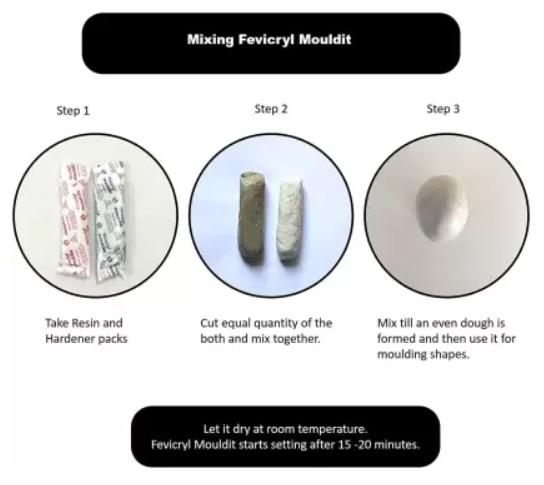 Mixing Fevicryl Mouldit
Step 1
Step 2
Step 3
Take Resin and
Hardener packs
Cut equal quantity of the
both and mix together.
Mix till an even dough is
formed and then use it for
moulding shapes.
Let it dry at room temperature.
Fevicryl Mouldit starts setting after 15 -20 minutes.